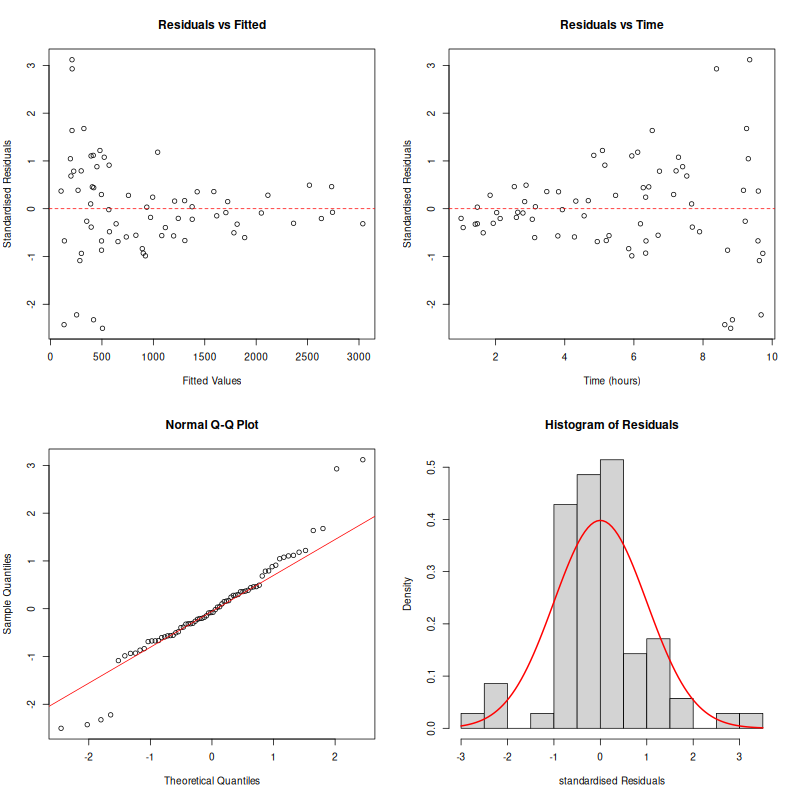 Residuals vs Fitted
Standardised Residuals
3
2
1
0
-1
-2
0 500 1000 1500 2000 2500 3000
Fitted Values
Residuals vs Time
Standardised Residuals
3
2
1
0
-1
-2
2 4 6 8 10
Time (hours)
Normal Q-Q Plot
Sample Quantiles
3
2
1
0
-1
-2
-2 -1 0 1 2
Theoretical Quantiles
Histogram of Residuals
Density
0.5
0.4
0.3
0.2
0.1
0.0
-3 -2 -1 0 1 2 3
standardised Residuals